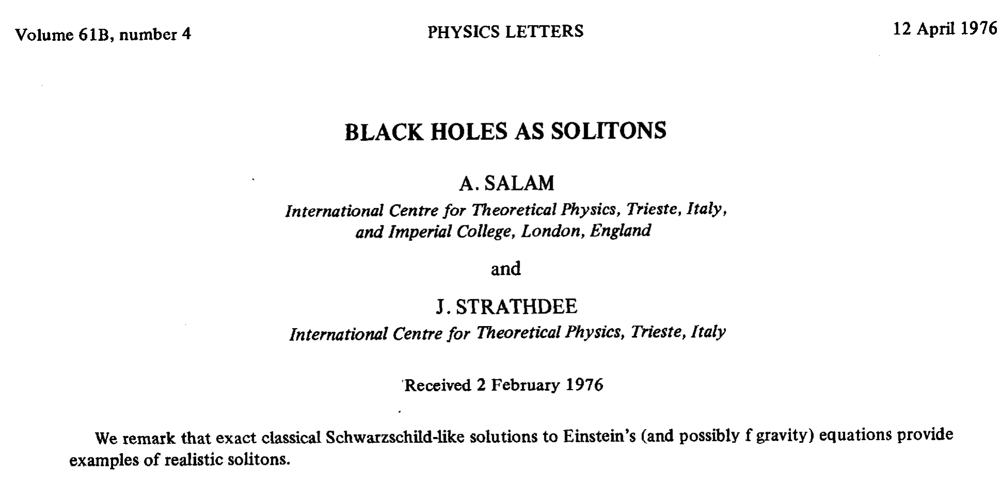 Volume 61B, number 4
PHYSICS LETTERS
12 April 1976
BLACK HOLES AS SOLITONS
A. SALAM
International Centre for Theoretical Physics, Trieste, Italy,
and Imperial College, London, England
and
J. STRATHDEE
International Centre for Theoretical Physics, Trieste, Italy
Received 2 February 1976
We remark that exact classical Schwarzschild-like solutions to Einstein's (and possibly f gravity) equations provide
examples of realistic solitons.